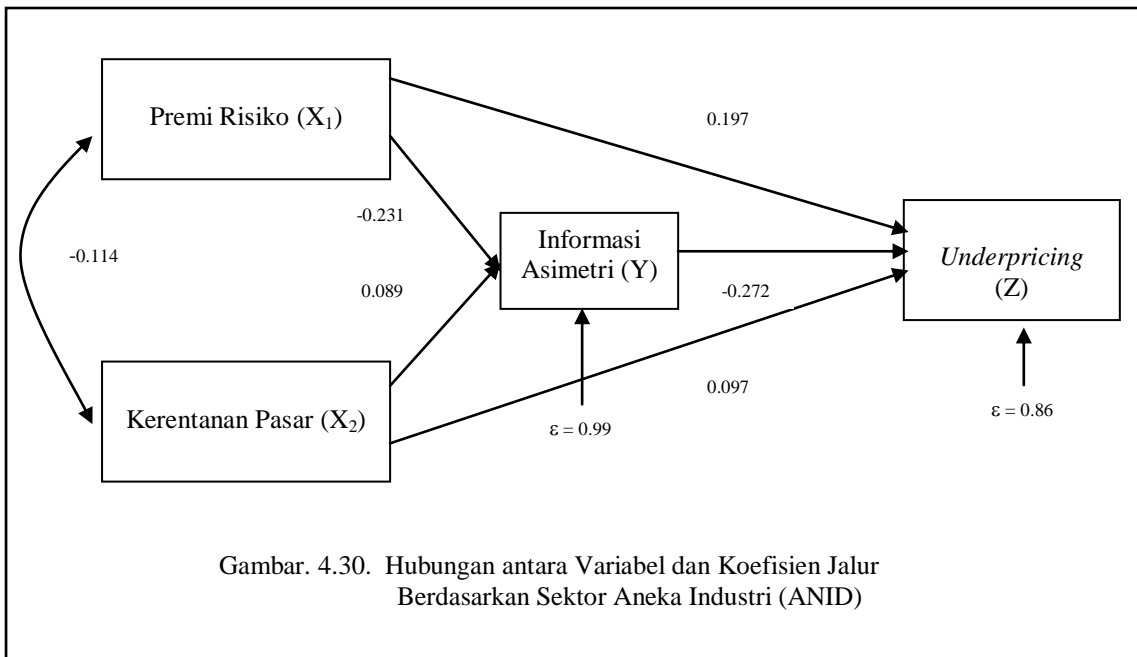 Premi Risiko (X₁)
0.197
-0.231
Informasi
Asimetri (Y)
Underpricing
(Z)
-0.114
0.089
-0.272
Kerentanan Pasar (X₂)
0.097
ε = 0.99
ε = 0.86
Gambar. 4.30. Hubungan antara Variabel dan Koefisien Jalur
Berdasarkan Sektor Aneka Industri (ANID)